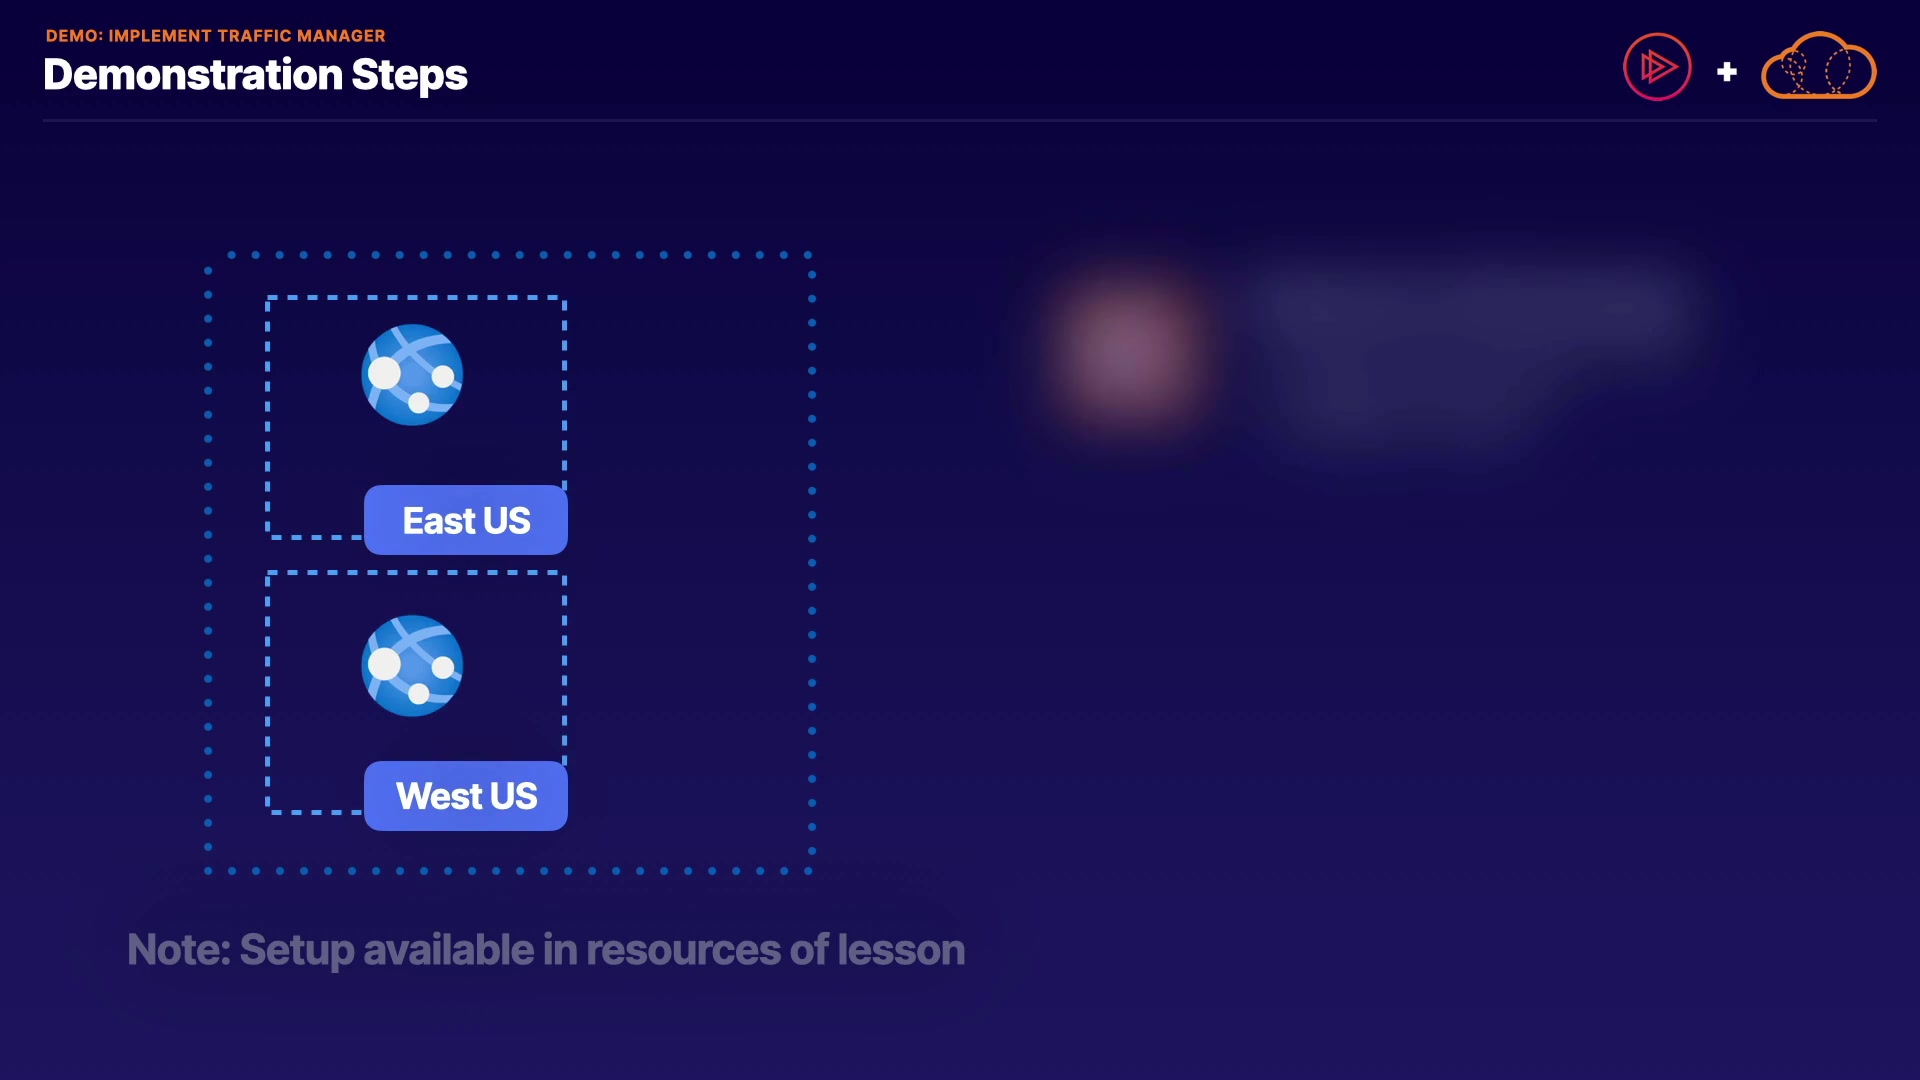 DEMO: IMPLEMENT TRAFFIC MANAGER
Demonstration Steps
East US
West US
Note: Setup available in resources of lesson